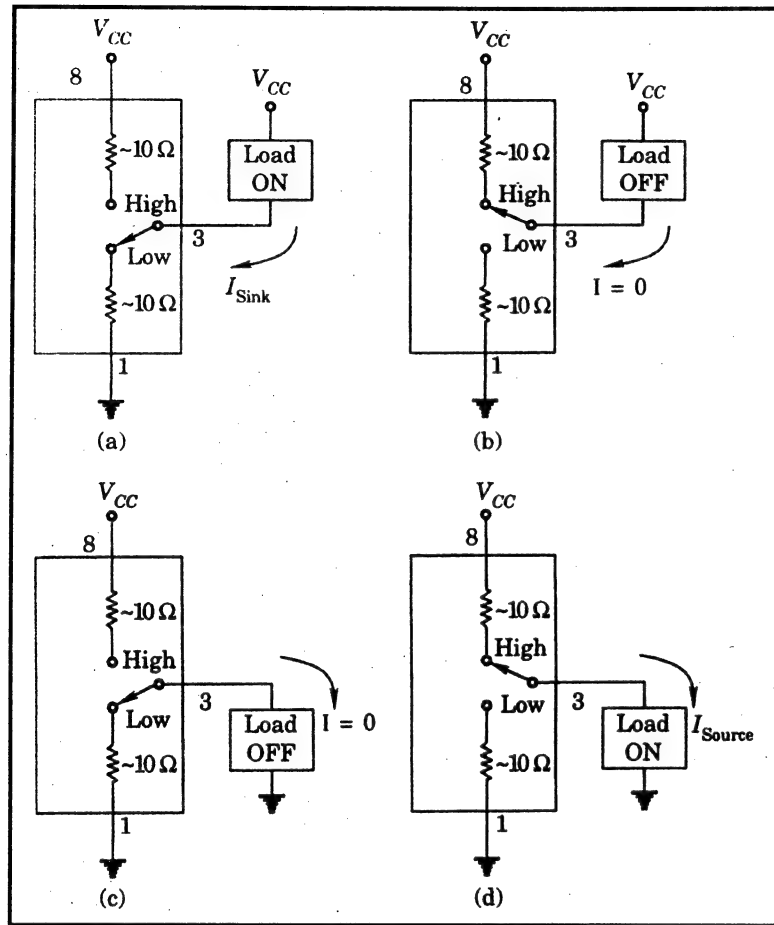 V_CC
8
V_CC
~10 Ω
Load
ON
High
3
Low
I_Sink
~10 Ω
1
(a)
V_CC
8
V_CC
~10 Ω
Load
OFF
High
3
Low
I = 0
~10 Ω
1
(b)
V_CC
8
~10 Ω
High
3
Low
Load
OFF
I = 0
~10 Ω
1
(c)
V_CC
8
~10 Ω
High
3
Low
Load
ON
I_Source
~10 Ω
1
(d)